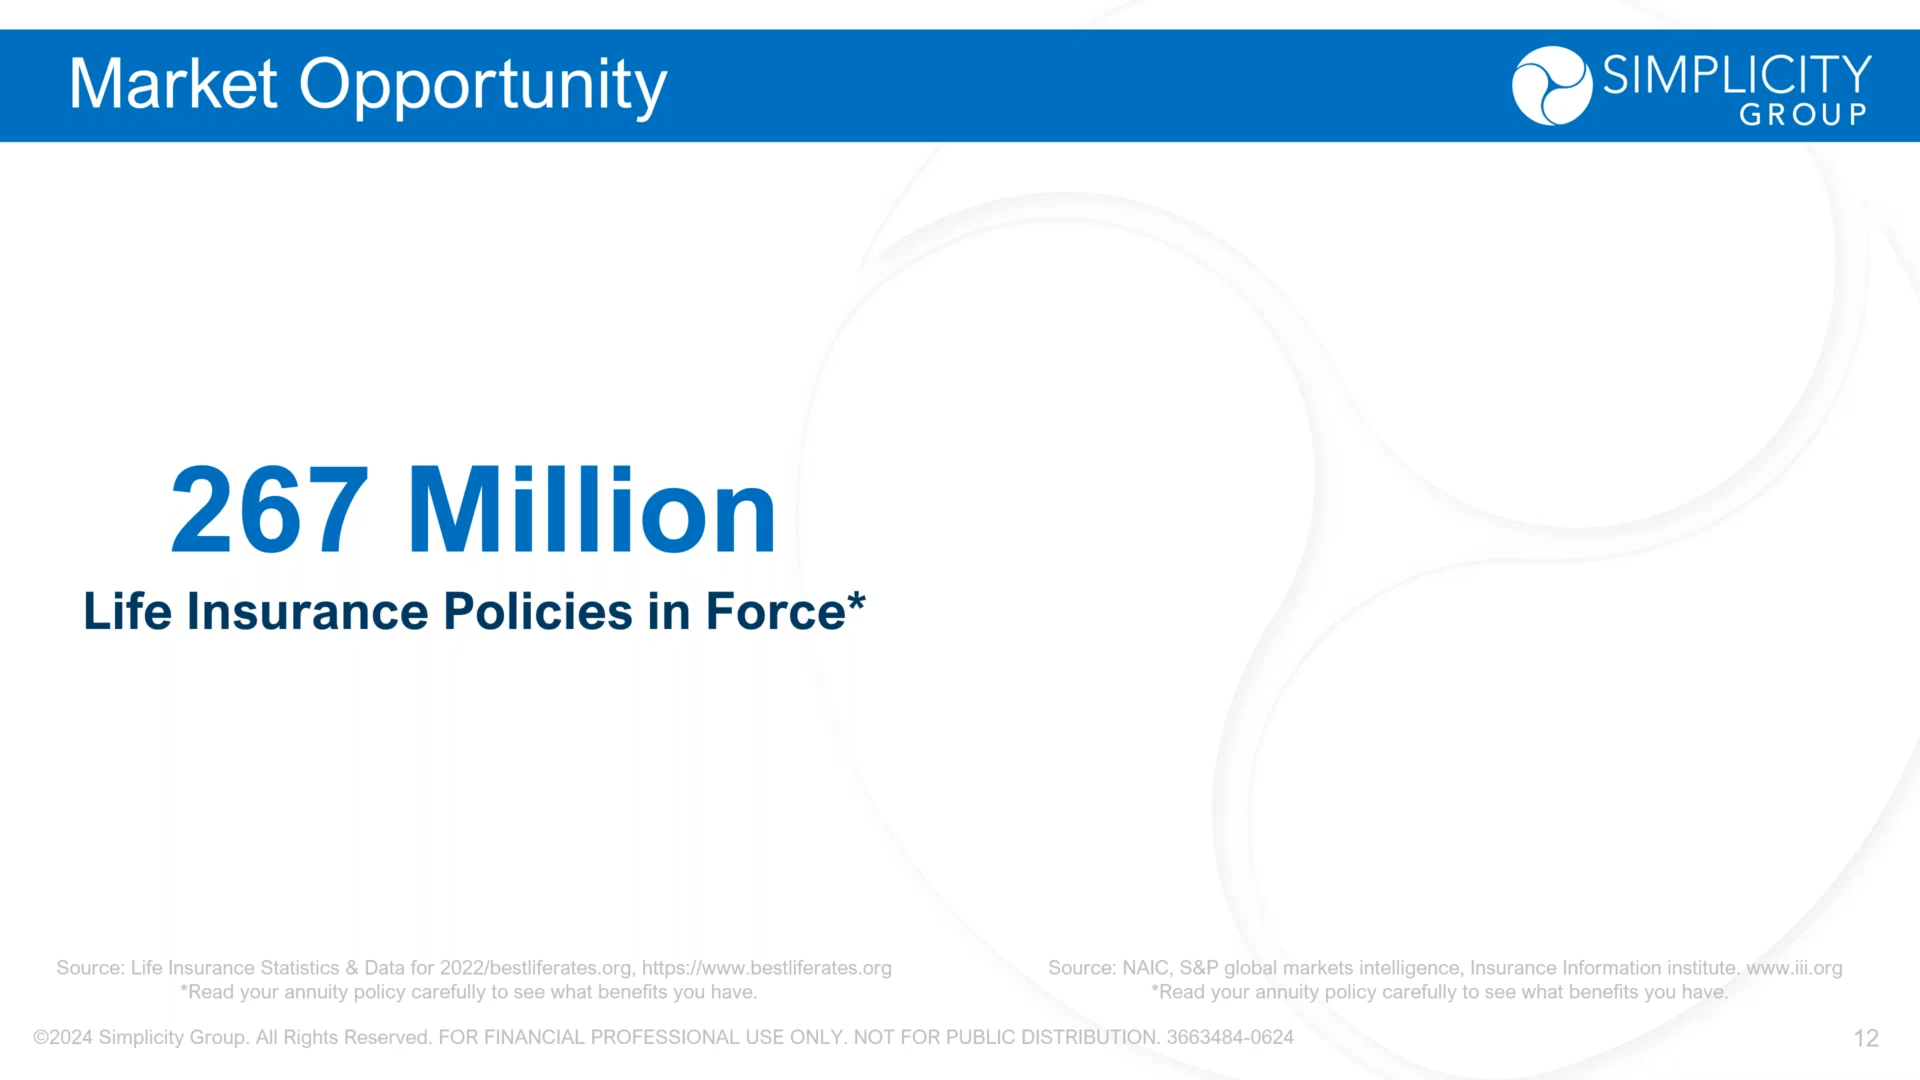 Market Opportunity
SIMPLICITY
GROUP
267 Million
Life Insurance Policies in Force*
Source: Life Insurance Statistics & Data for 2022/bestliferates.org, https://www.bestliferates.org
*Read your annuity policy carefully to see what benefits you have.
Source: NAIC, S&P global markets intelligence, Insurance Information institute. www.iii.org
*Read your annuity policy carefully to see what benefits you have.
©2024 Simplicity Group. All Rights Reserved. FOR FINANCIAL PROFESSIONAL USE ONLY. NOT FOR PUBLIC DISTRIBUTION. 3663484-0624
12